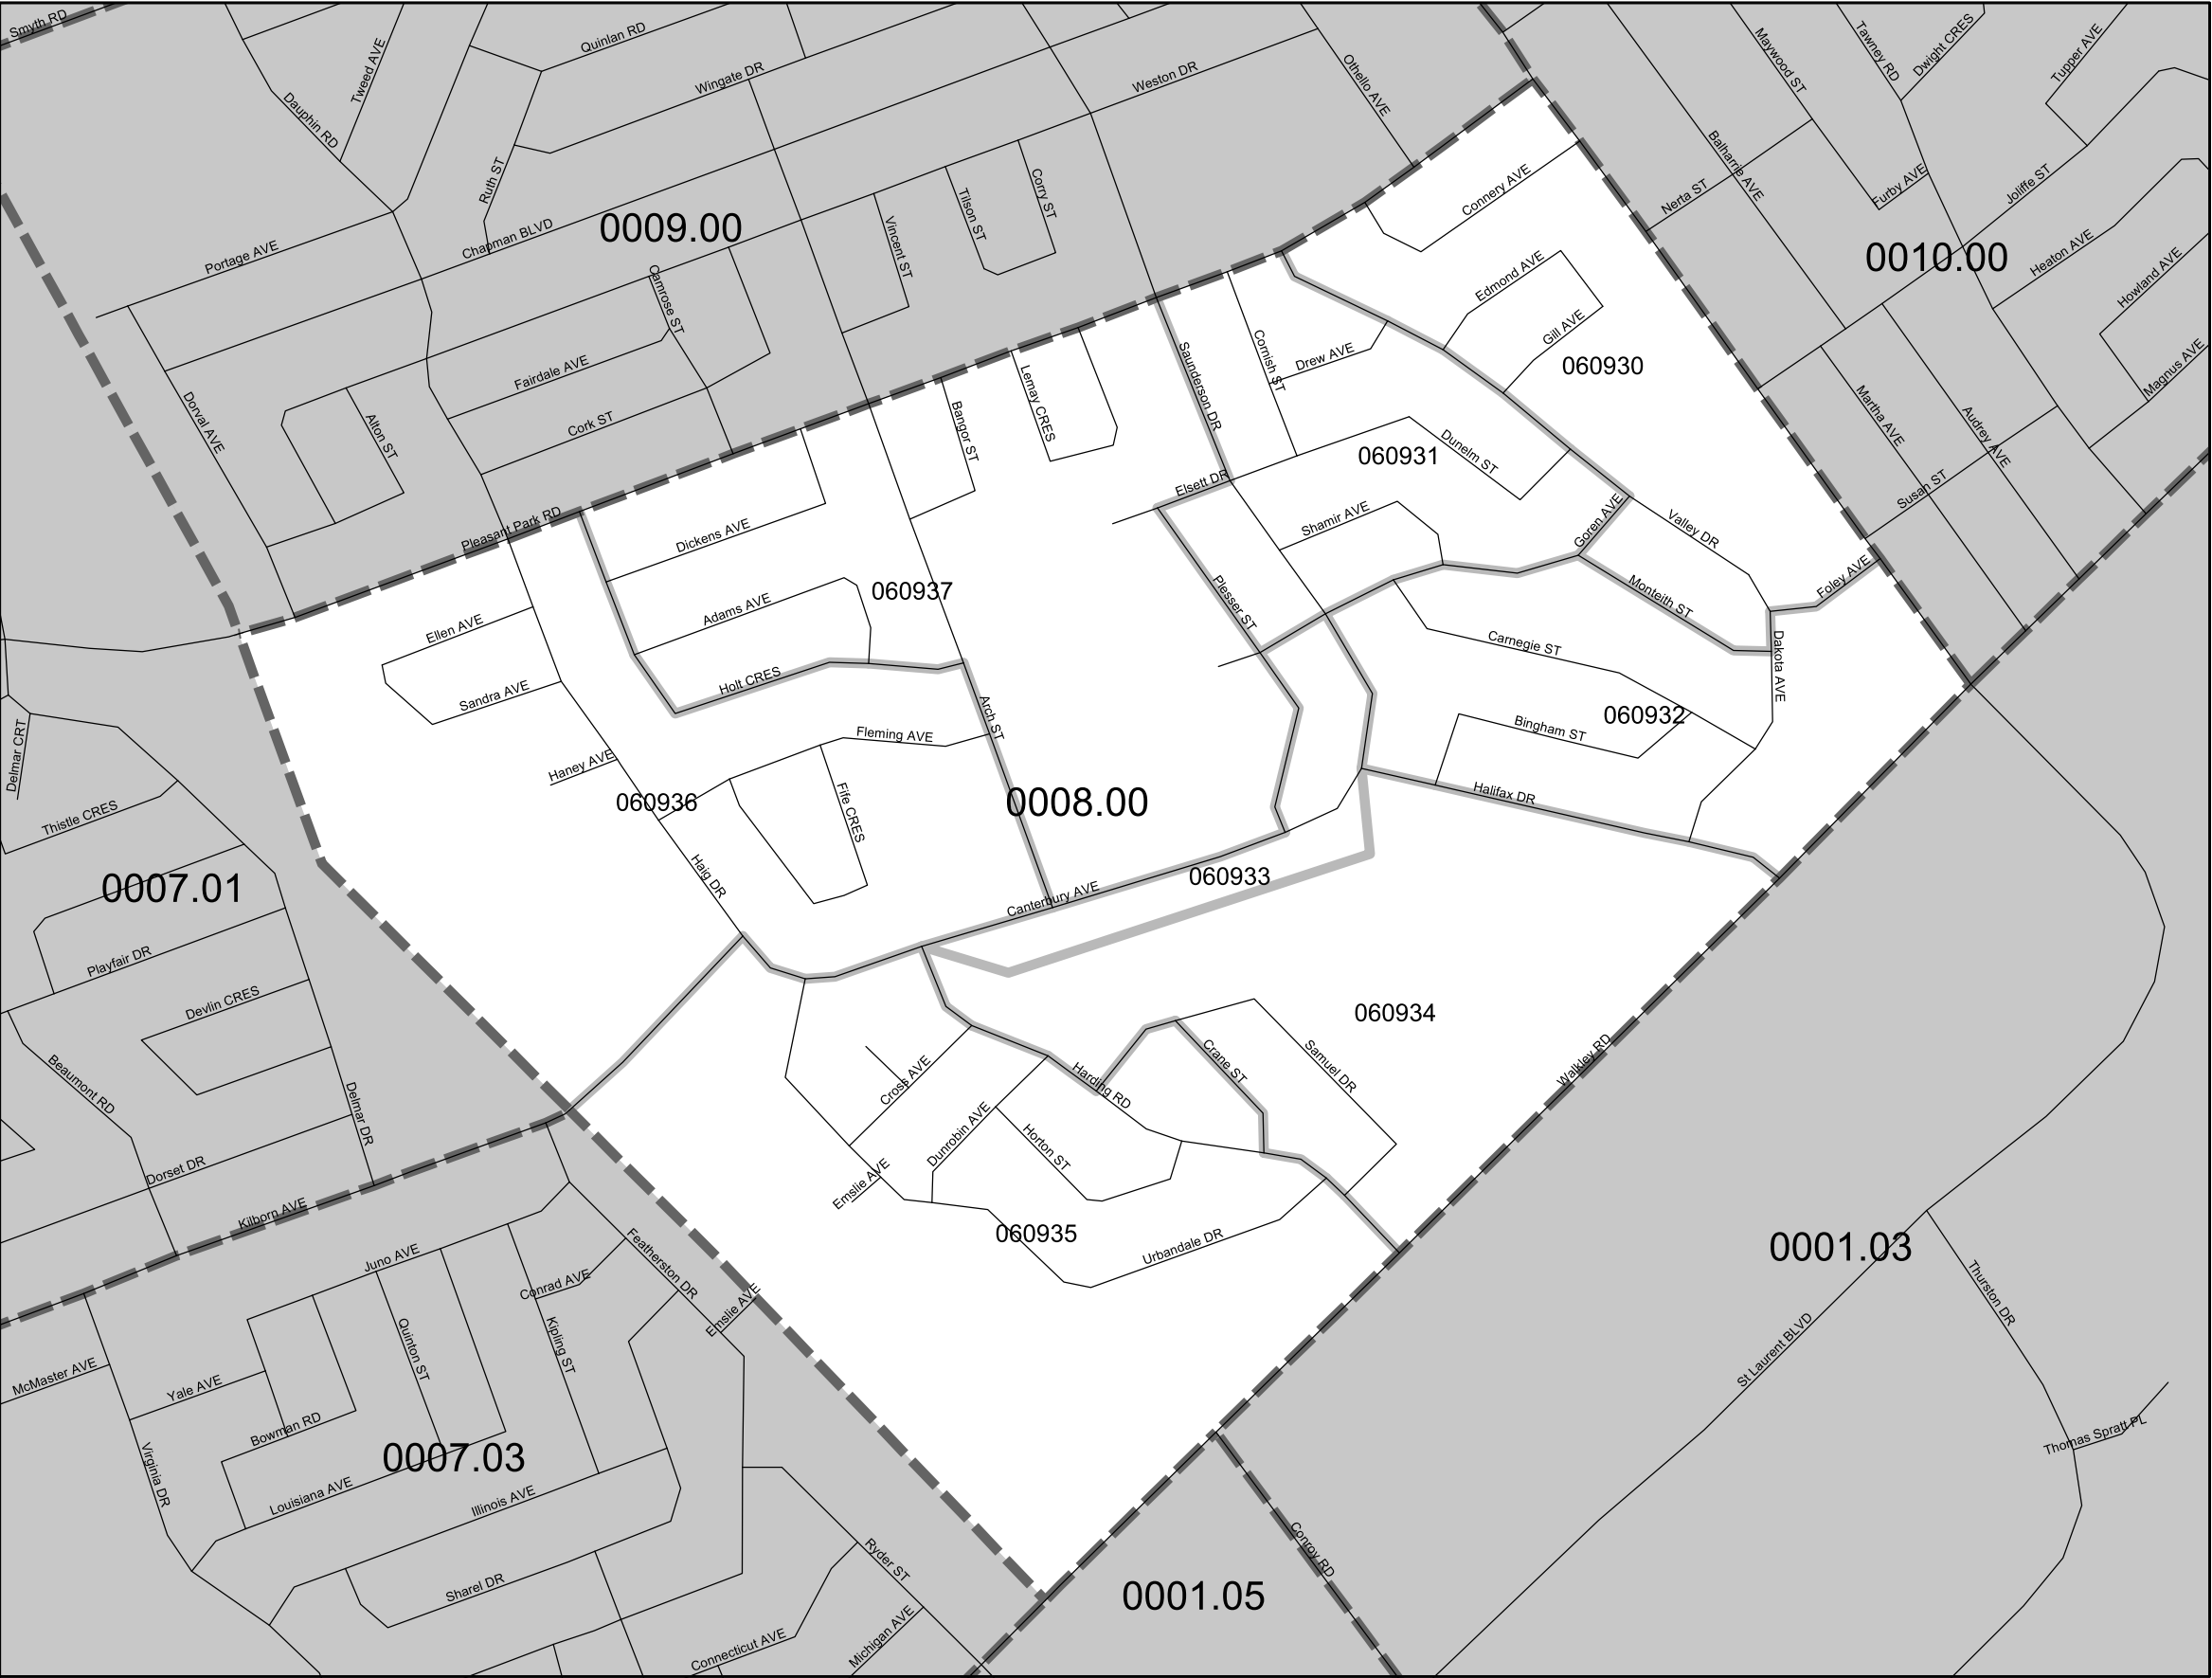 Smyth RD
Tweed AVE
Dauphin RD
Quinlan RD
Wingate DR
Weston DR
Othello AVE
Maywood ST
Tawney RD
Dwight CRES
Tupper AVE
Ruth ST
Corry ST
Tilson ST
Vincent ST
Connery AVE
Balharrie AVE
Nerta ST
Furby AVE
Joliffe ST
Portage AVE
Chapman BLVD
0009.00
0010.00
Heaton AVE
Howland AVE
Magnus AVE
Camrose ST
Edmond AVE
Gill AVE
060930
Cornish ST
Drew AVE
Saunderson DR
Fairdale AVE
Lemay CRES
Dorval AVE
Alton ST
Cork ST
Bangor ST
Martha AVE
Audrey AVE
060931
Dunelm ST
Elsett DR
Susan ST
Pleasant Park RD
Dickens AVE
Shamir AVE
Goren AVE
Valley DR
060937
Adams AVE
Plesser ST
Monteith ST
Foley AVE
Ellen AVE
Carnegie ST
Dakota AVE
Sandra AVE
Holt CRES
Arch ST
Fleming AVE
060932
Bingham ST
Delmar CRT
Haney AVE
060936
0008.00
Halifax DR
Thistle CRES
Fife CRES
Haig DR
060933
0007.01
Canterbury AVE
Playfair DR
Devlin CRES
060934
Beaumont RD
Delmar DR
Cross AVE
Harding RD
Crane ST
Samuel DR
Walkley RD
Dunrobin AVE
Horton ST
Dorset DR
Emslie AVE
Kilborn AVE
060935
Urbandale DR
0001.03
Juno AVE
Featherston DR
Conrad AVE
Emslie AVE
Thurston DR
McMaster AVE
Yale AVE
Quinton ST
Kipling ST
St Laurent BLVD
Bowman RD
0007.03
Virginia DR
Louisiana AVE
Illinois AVE
Thomas Spratt PL
Conroy RD
Ryder ST
Sharel DR
0001.05
Michigan AVE
Connecticut AVE